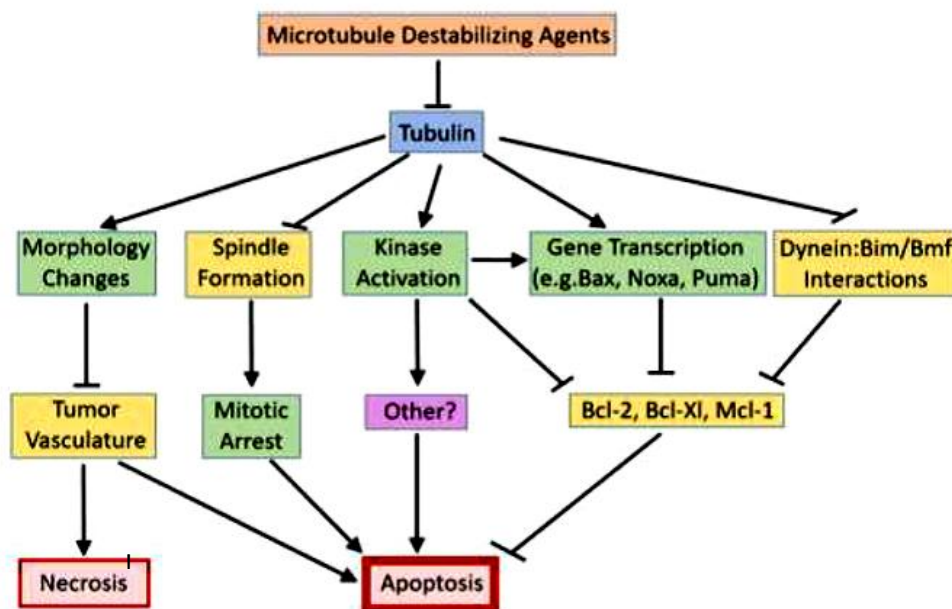 Microtubule Destabilizing Agents
Tubulin
Morphology
Changes
Spindle
Formation
Kinase
Activation
Gene Transcription
(e.g.Bax, Noxa, Puma)
Dynein:Bim/Bmf
Interactions
Tumor
Vasculature
Mitotic
Arrest
Other?
Bcl-2, Bcl-Xl, Mcl-1
Necrosis
Apoptosis